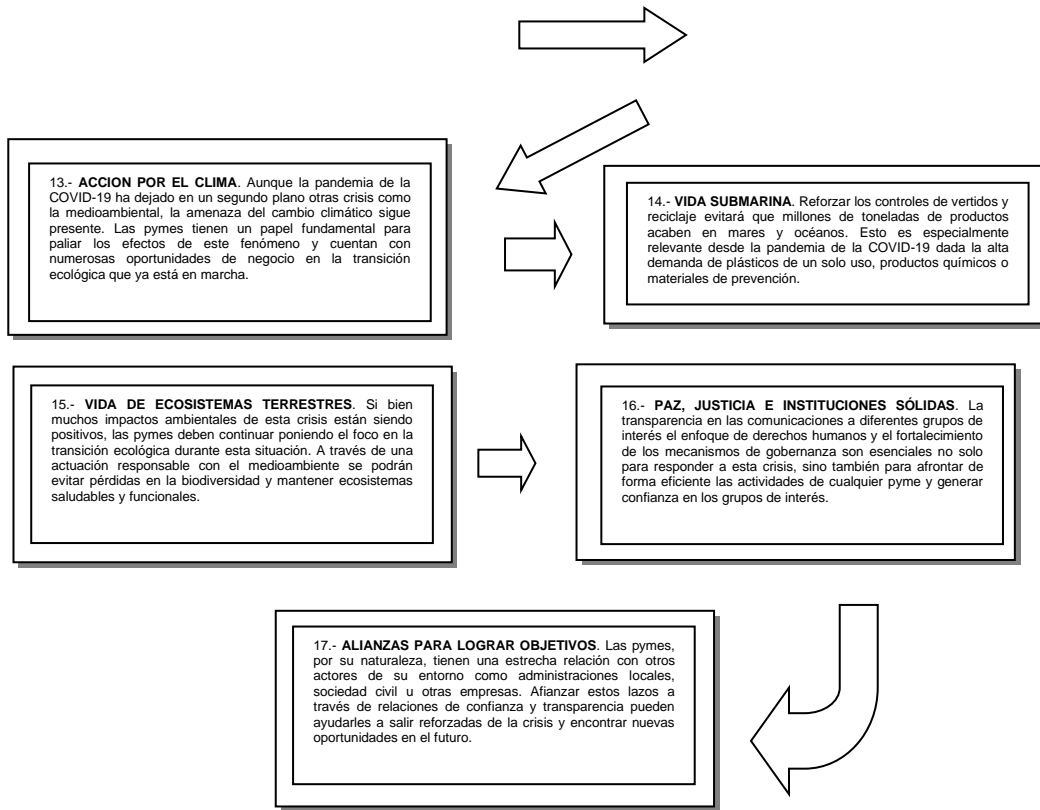 13.- ACCION POR EL CLIMA. Aunque la pandemia de la
COVID-19 ha dejado en un segundo plano otras crisis como
la medioambiental, la amenaza del cambio climático sigue
presente. Las pymes tienen un papel fundamental para
paliar los efectos de este fenómeno y cuentan con
numerosas oportunidades de negocio en la transición
ecológica que ya está en marcha.
14.- VIDA SUBMARINA. Reforzar los controles de vertidos y
reciclaje evitará que millones de toneladas de productos
acaben en mares y océanos. Esto es especialmente
relevante desde la pandemia de la COVID-19 dada la alta
demanda de plásticos de un solo uso, productos químicos o
materiales de prevención.
15.- VIDA DE ECOSISTEMAS TERRESTRES. Si bien
muchos impactos ambientales de esta crisis están siendo
positivos, las pymes deben continuar poniendo el foco en la
transición ecológica durante esta situación. A través de una
actuación responsable con el medioambiente se podrán
evitar pérdidas en la biodiversidad y mantener ecosistemas
saludables y funcionales.
16.- PAZ, JUSTICIA E INSTITUCIONES SÓLIDAS. La
transparencia en las comunicaciones a diferentes grupos de
interés el enfoque de derechos humanos y el fortalecimiento
de los mecanismos de gobernanza son esenciales no solo
para responder a esta crisis, sino también para afrontar de
forma eficiente las actividades de cualquier pyme y generar
confianza en los grupos de interés.
17.- ALIANZAS PARA LOGRAR OBJETIVOS. Las pymes,
por su naturaleza, tienen una estrecha relación con otros
actores de su entorno como administraciones locales,
sociedad civil u otras empresas. Afianzar estos lazos a
través de relaciones de confianza y transparencia pueden
ayudarles a salir reforzadas de la crisis y encontrar nuevas
oportunidades en el futuro.